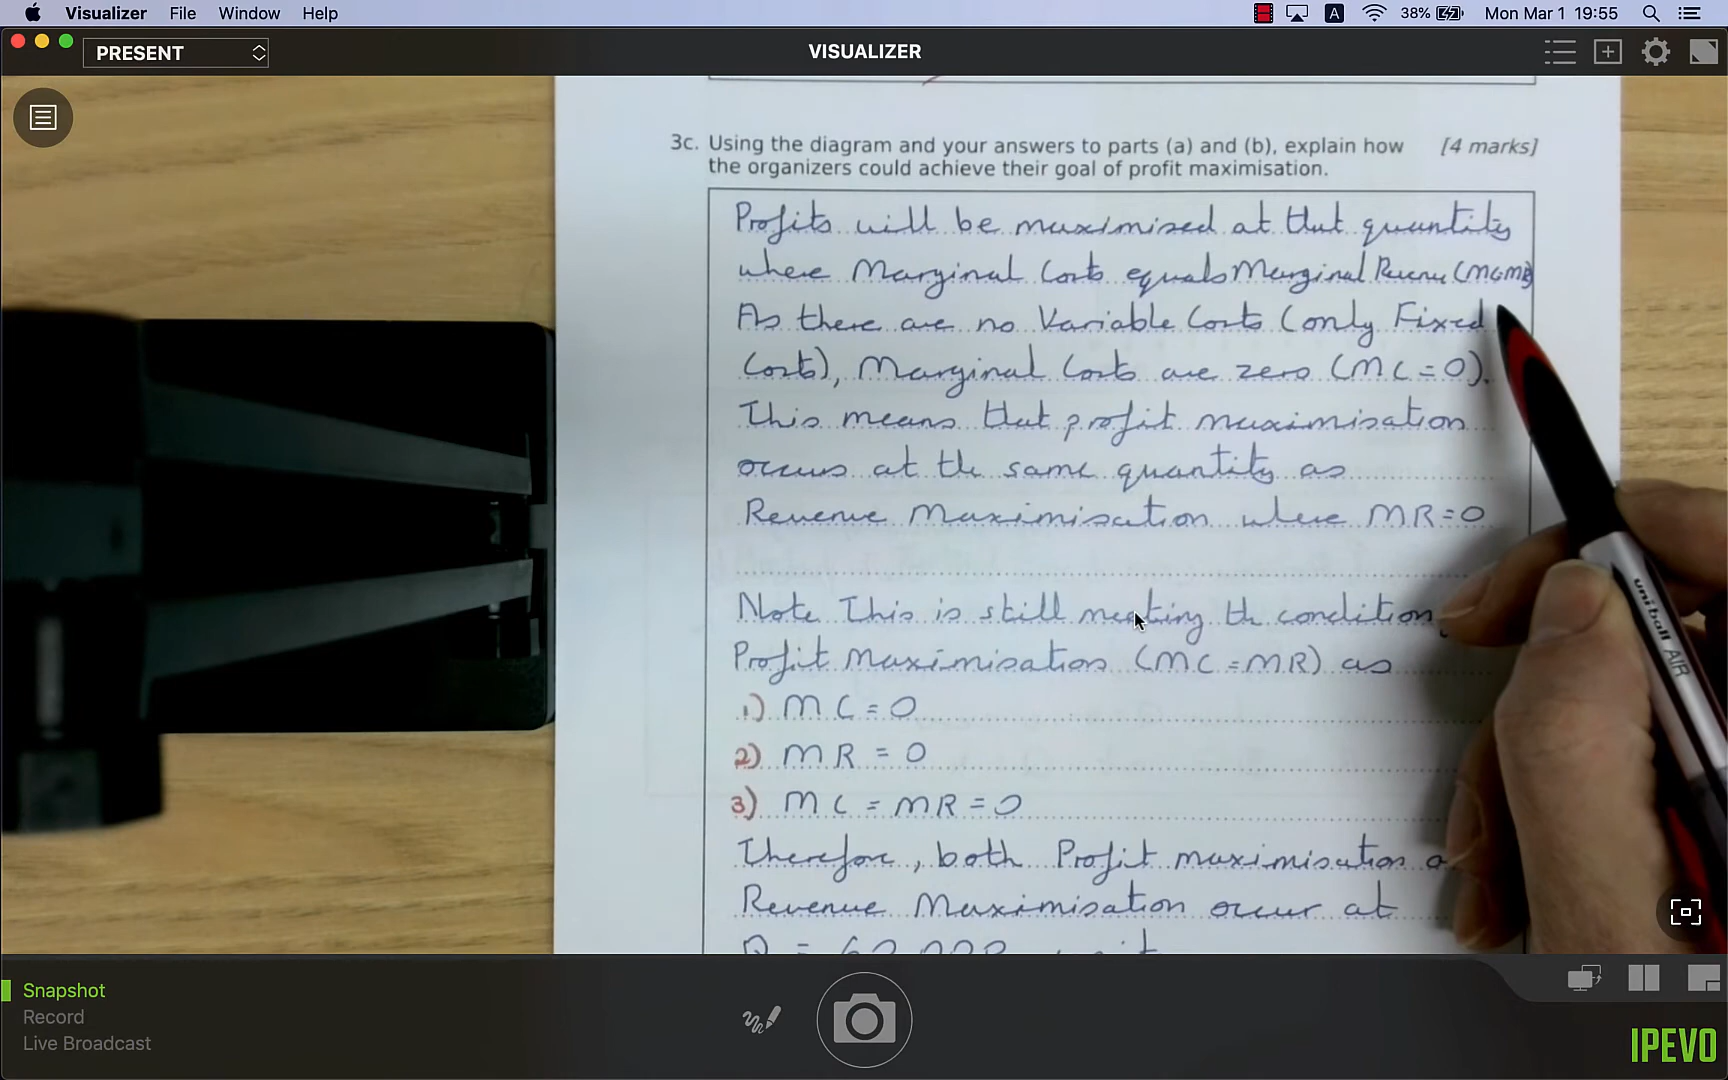 Visualizer File Window Help A 38% Mon Mar 1 19:55
PRESENT VISUALIZER
3c. Using the diagram and your answers to parts (a) and (b), explain how [4 marks]
the organizers could achieve their goal of profit maximisation.
Profits will be maximised at that quantity
where Marginal Costs equals Marginal Revenue (MC=MR)
As there are no Variable Costs (only Fixed
Costs), Marginal Costs are zero (MC=0).
This means that profit maximisation
occurs at the same quantity as
Revenue Maximisation where MR=0
Note This is still meeting the condition
Profit Maximisation (MC=MR) as
1) MC=0
2) MR = 0
3) MC = MR = 0
Therefore, both Profit maximisation
Revenue Maximisation occur at
uniball AIR
Snapshot
Record
Live Broadcast
IPEVO